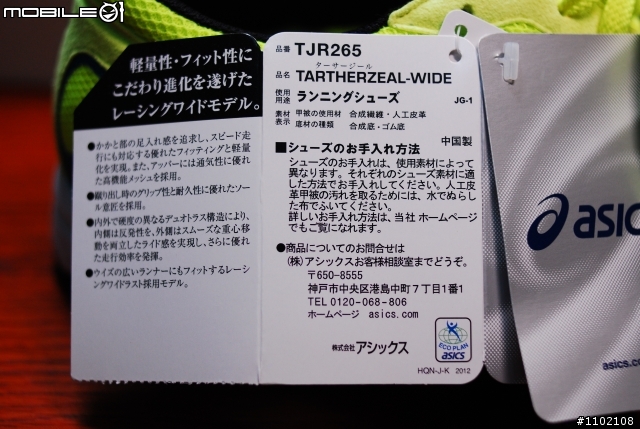 MOBILE01
軽量性・フィット性に
こだわり進化を遂げた
レーシングワイドモデル。
●かかと部の足入れ感を追求し、スピード走
行にも対応する優れたフィッティングと軽量
化を実現。また、アッパーには通気性に優れ
た高機能メッシュを採用。
●蹴り出し時のグリップ性と耐久性に優れたソー
ル意匠を採用。
●内外で硬度の異なるデュオトラス構造により、
内側は反発性を、外側はスムーズな重心移
動を両立したライド感を実現し、さらに優れ
た走行効率を発揮。
●ウイズの広いランナーにもフィットするレーシ
ングワイドラスト採用モデル。
品番 TJR265
ターサージール
品名 TARTHERZEAL-WIDE
使用用途 ランニングシューズ JG-1
素材 甲被の使用材 合成繊維・人工皮革
表示 底材の種類 合成底・ゴム底
中国製
■シューズのお手入れ方法
シューズのお手入れは、使用素材によって
異なります。それぞれのシューズ素材に適
した方法でお手入れしてください。人工皮
革甲被の汚れを取るためには、水でぬらし
た布でふいてください。
詳しいお手入れ方法は、当社 ホームページ
でもご覧になれます。
●商品についてのお問合せは
(株)アシックスお客様相談室までどうぞ。
〒650-8555
神戸市中央区港島中町7丁目1番1
TEL 0120-068-806
ホームページ asics.com
株式会社アシックス
ECO PLAN
asics
HQN-J-K 2012
asic
asics.co
#1102108